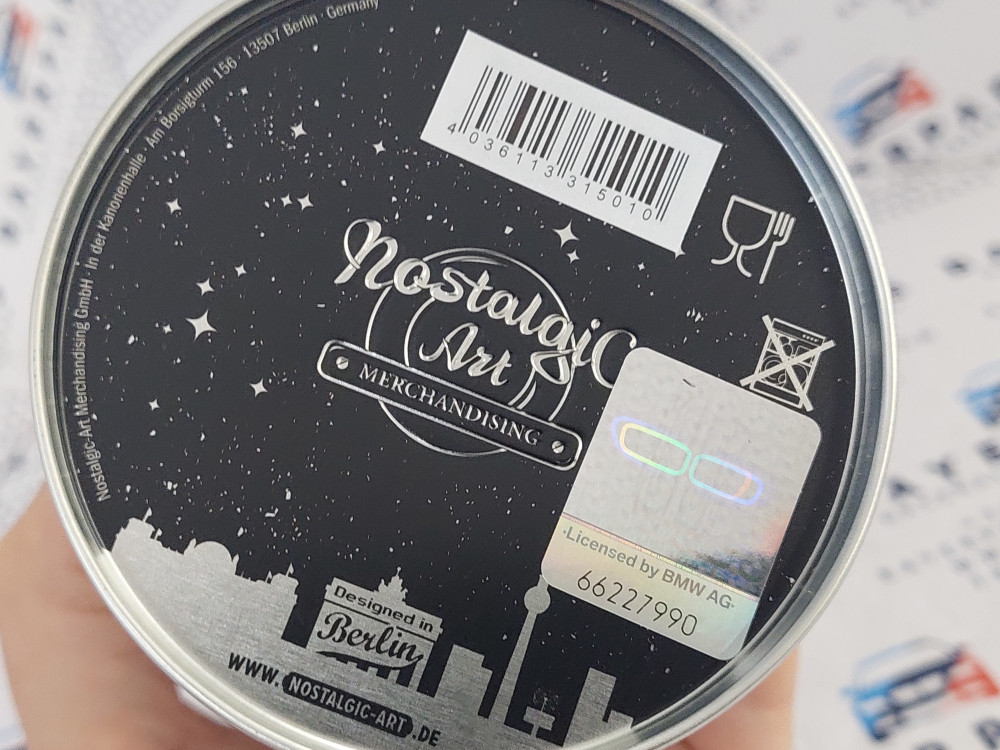 Nostalgic-Art Merchandising GmbH · In der Kanonenhalle · Am Borsigturm 156 · 13507 Berlin · Germany
4 036113 315010
Nostalgic
Art
MERCHANDISING
·Licensed by BMW AG·
66227990
Designed in
Berlin
WWW. NOSTALGIC-ART .DE